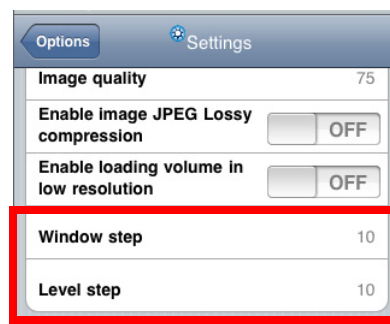 Options
Settings
Image quality 75
Enable image JPEG Lossy
compression OFF
Enable loading volume in
low resolution OFF
Window step 10
Level step 10